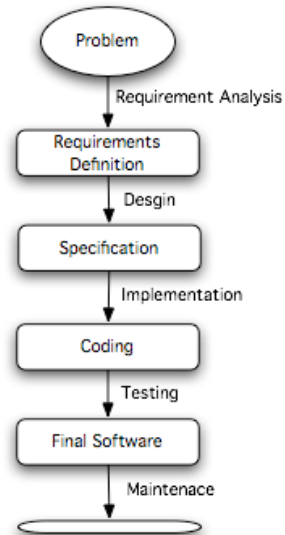 Problem
Requirement Analysis
Requirements
Definition
Desgin
Specification
Implementation
Coding
Testing
Final Software
Maintenace